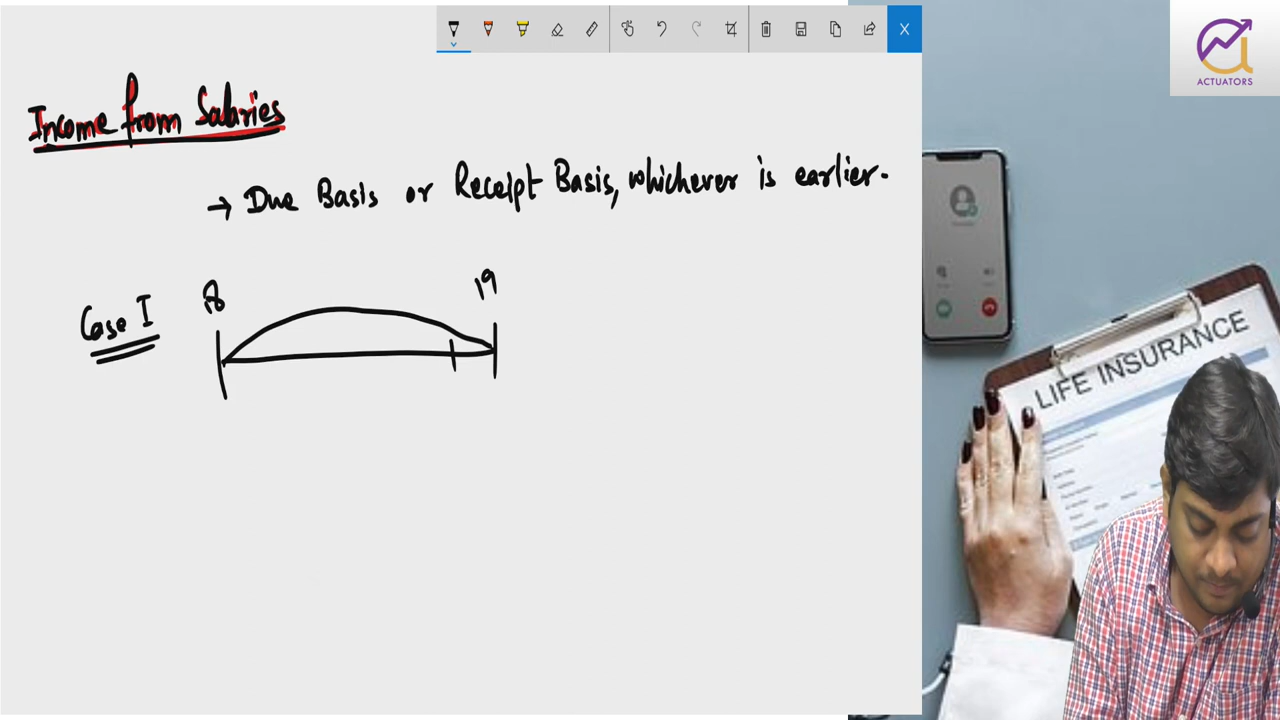 ACTUATORS
Income from Salaries
→ Due Basis or Receipt Basis, whichever is earlier.
Case I
18
19
LIFE INSURANCE